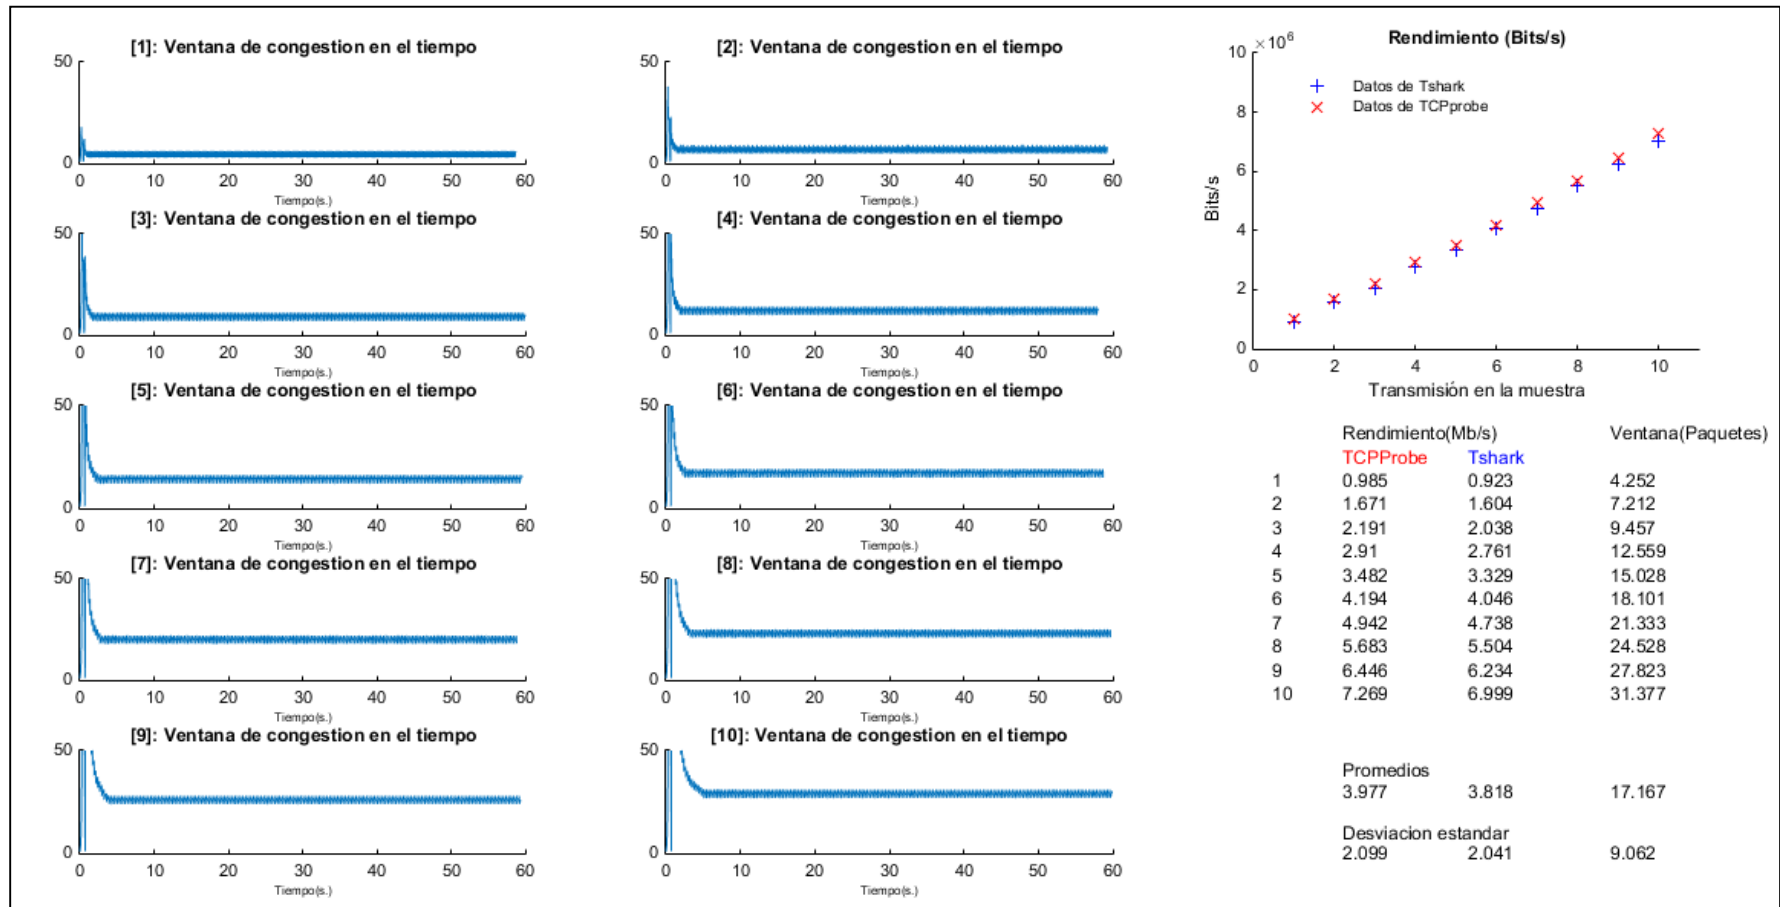 [1]: Ventana de congestion en el tiempo
50
0
0 10 20 30 40 50 60
Tiempo(s.)
[2]: Ventana de congestion en el tiempo
50
0
0 10 20 30 40 50 60
Tiempo(s.)
[3]: Ventana de congestion en el tiempo
50
0
0 10 20 30 40 50 60
Tiempo(s.)
[4]: Ventana de congestion en el tiempo
50
0
0 10 20 30 40 50 60
Tiempo(s.)
[5]: Ventana de congestion en el tiempo
50
0
0 10 20 30 40 50 60
Tiempo(s.)
[6]: Ventana de congestion en el tiempo
50
0
0 10 20 30 40 50 60
Tiempo(s.)
[7]: Ventana de congestion en el tiempo
50
0
0 10 20 30 40 50 60
Tiempo(s.)
[8]: Ventana de congestion en el tiempo
50
0
0 10 20 30 40 50 60
Tiempo(s.)
[9]: Ventana de congestion en el tiempo
50
0
0 10 20 30 40 50 60
Tiempo(s.)
[10]: Ventana de congestion en el tiempo
50
0
0 10 20 30 40 50 60
Tiempo(s.)
Rendimiento (Bits/s)
10 ×10⁶
8
6
4
2
0
Bits/s
Datos de Tshark
Datos de TCPprobe
0 2 4 6 8 10
Transmisión en la muestra
Rendimiento(Mb/s) Ventana(Paquetes)
TCPProbe Tshark
1 0.985 0.923 4.252
2 1.671 1.604 7.212
3 2.191 2.038 9.457
4 2.91 2.761 12.559
5 3.482 3.329 15.028
6 4.194 4.046 18.101
7 4.942 4.738 21.333
8 5.683 5.504 24.528
9 6.446 6.234 27.823
10 7.269 6.999 31.377
Promedios
3.977 3.818 17.167
Desviacion estandar
2.099 2.041 9.062